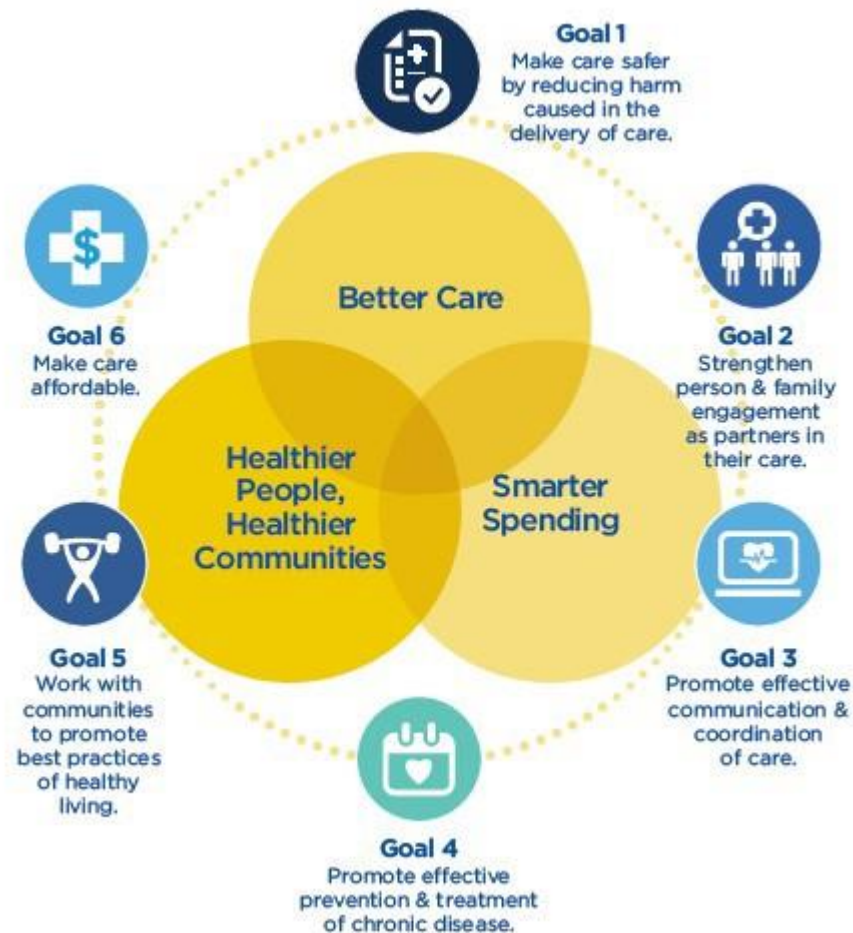 Goal 1
Make care safer
by reducing harm
caused in the
delivery of care.
Better Care
Goal 6
Make care
affordable.
Goal 2
Strengthen
person & family
engagement
as partners in
their care.
Healthier
People,
Healthier
Communities
Smarter
Spending
$
Goal 5
Work with
communities
to promote
best practices
of healthy
living.
Goal 3
Promote effective
communication &
coordination
of care.
Goal 4
Promote effective
prevention & treatment
of chronic disease.